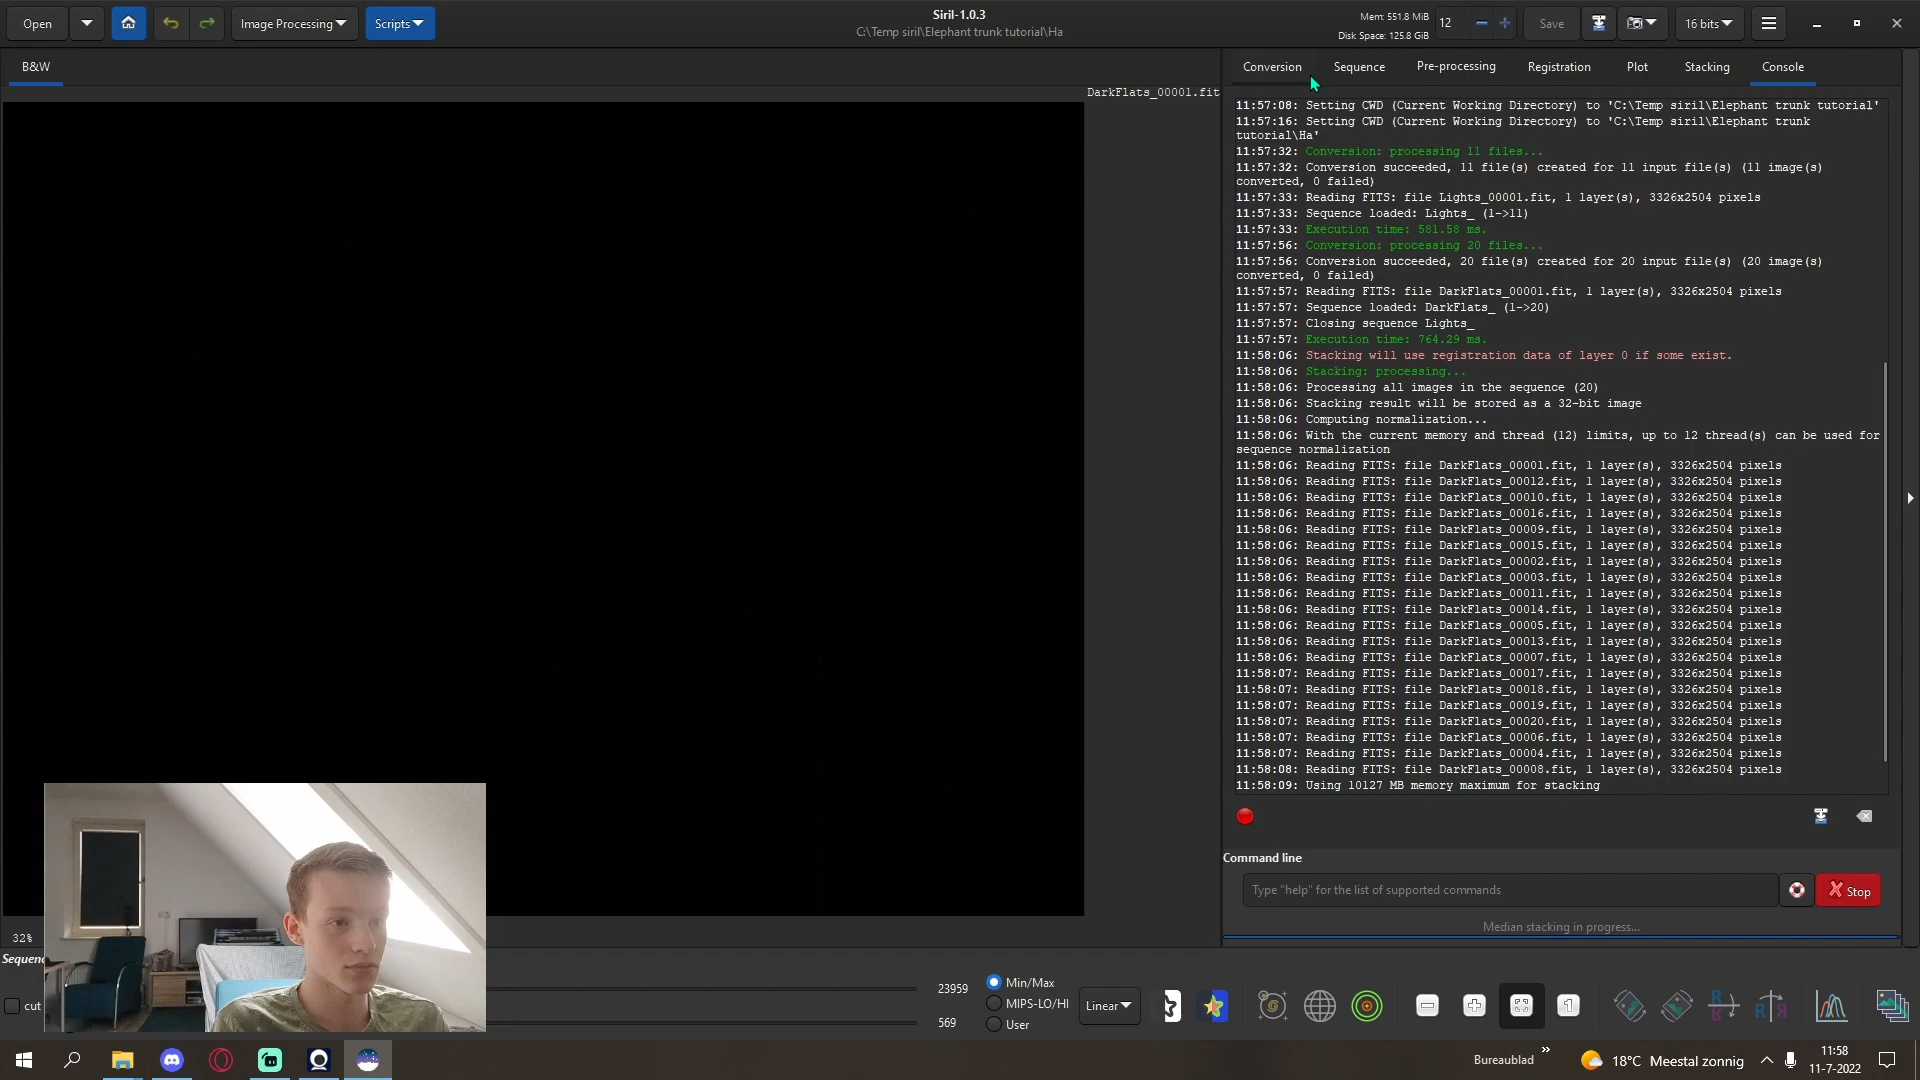 Open
Image Processing
Scripts
Siril-1.0.3
C:\Temp siril\Elephant trunk tutorial\Ha
Mem: 551.8 MiB
Disk Space: 125.8 GiB
12
Save
16 bits
B&W
Conversion
Sequence
Pre-processing
Registration
Plot
Stacking
Console
DarkFlats_00001.fit
11:57:08: Setting CWD (Current Working Directory) to 'C:\Temp siril\Elephant trunk tutorial'
11:57:16: Setting CWD (Current Working Directory) to 'C:\Temp siril\Elephant trunk
tutorial\Ha'
11:57:32: Conversion: processing 11 files...
11:57:32: Conversion succeeded, 11 file(s) created for 11 input file(s) (11 image(s)
converted, 0 failed)
11:57:33: Reading FITS: file Lights_00001.fit, 1 layer(s), 3326x2504 pixels
11:57:33: Sequence loaded: Lights_ (1->11)
11:57:33: Execution time: 581.58 ms.
11:57:56: Conversion: processing 20 files...
11:57:56: Conversion succeeded, 20 file(s) created for 20 input file(s) (20 image(s)
converted, 0 failed)
11:57:57: Reading FITS: file DarkFlats_00001.fit, 1 layer(s), 3326x2504 pixels
11:57:57: Sequence loaded: DarkFlats_ (1->20)
11:57:57: Closing sequence Lights_
11:57:57: Execution time: 764.29 ms.
11:58:06: Stacking will use registration data of layer 0 if some exist.
11:58:06: Stacking: processing...
11:58:06: Processing all images in the sequence (20)
11:58:06: Stacking result will be stored as a 32-bit image
11:58:06: Computing normalization...
11:58:06: With the current memory and thread (12) limits, up to 12 thread(s) can be used for
sequence normalization
11:58:06: Reading FITS: file DarkFlats_00001.fit, 1 layer(s), 3326x2504 pixels
11:58:06: Reading FITS: file DarkFlats_00012.fit, 1 layer(s), 3326x2504 pixels
11:58:06: Reading FITS: file DarkFlats_00010.fit, 1 layer(s), 3326x2504 pixels
11:58:06: Reading FITS: file DarkFlats_00016.fit, 1 layer(s), 3326x2504 pixels
11:58:06: Reading FITS: file DarkFlats_00009.fit, 1 layer(s), 3326x2504 pixels
11:58:06: Reading FITS: file DarkFlats_00015.fit, 1 layer(s), 3326x2504 pixels
11:58:06: Reading FITS: file DarkFlats_00002.fit, 1 layer(s), 3326x2504 pixels
11:58:06: Reading FITS: file DarkFlats_00003.fit, 1 layer(s), 3326x2504 pixels
11:58:06: Reading FITS: file DarkFlats_00011.fit, 1 layer(s), 3326x2504 pixels
11:58:06: Reading FITS: file DarkFlats_00014.fit, 1 layer(s), 3326x2504 pixels
11:58:06: Reading FITS: file DarkFlats_00005.fit, 1 layer(s), 3326x2504 pixels
11:58:06: Reading FITS: file DarkFlats_00013.fit, 1 layer(s), 3326x2504 pixels
11:58:06: Reading FITS: file DarkFlats_00007.fit, 1 layer(s), 3326x2504 pixels
11:58:07: Reading FITS: file DarkFlats_00017.fit, 1 layer(s), 3326x2504 pixels
11:58:07: Reading FITS: file DarkFlats_00018.fit, 1 layer(s), 3326x2504 pixels
11:58:07: Reading FITS: file DarkFlats_00019.fit, 1 layer(s), 3326x2504 pixels
11:58:07: Reading FITS: file DarkFlats_00020.fit, 1 layer(s), 3326x2504 pixels
11:58:07: Reading FITS: file DarkFlats_00006.fit, 1 layer(s), 3326x2504 pixels
11:58:07: Reading FITS: file DarkFlats_00004.fit, 1 layer(s), 3326x2504 pixels
11:58:08: Reading FITS: file DarkFlats_00008.fit, 1 layer(s), 3326x2504 pixels
11:58:09: Using 10127 MB memory maximum for stacking
Command line
Type "help" for the list of supported commands
Stop
Median stacking in progress...
32%
Sequenc
cut
23959
569
Min/Max
MIPS-LO/HI
User
Linear
1
Bureaublad
18°C Meestal zonnig
11:58
11-7-2022